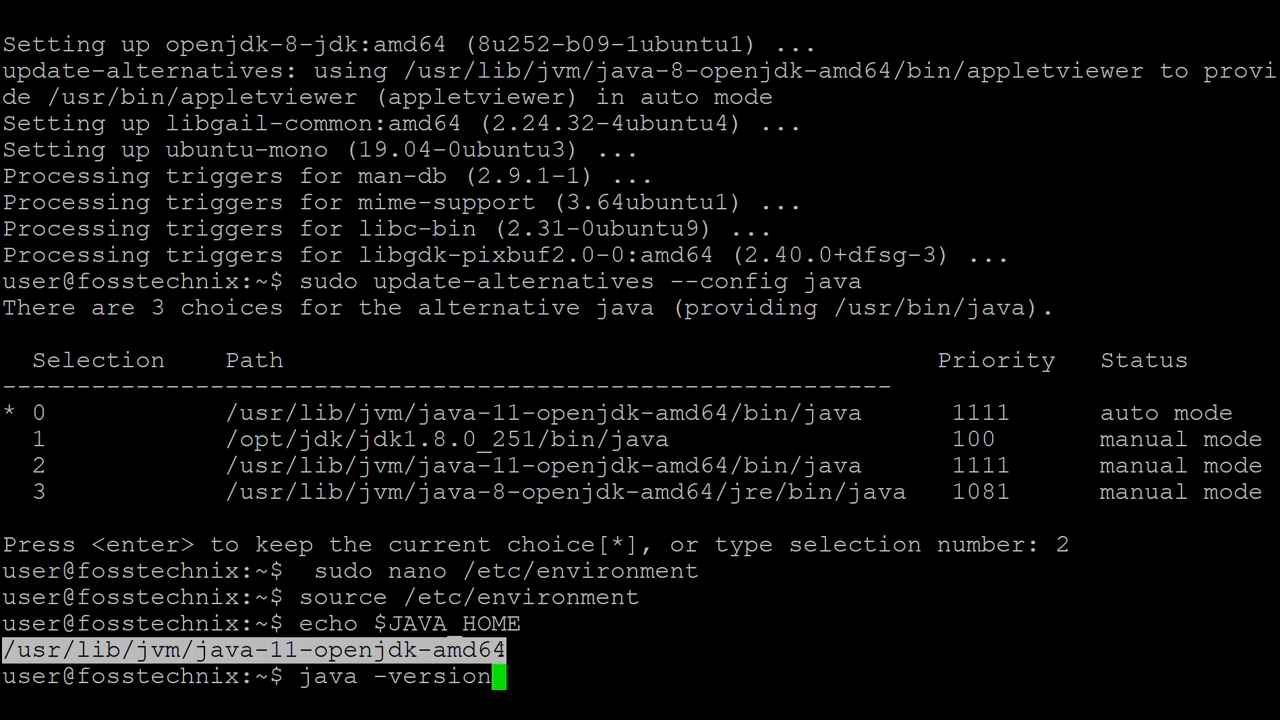 Setting up openjdk-8-jdk:amd64 (8u252-b09-1ubuntu1) ...
update-alternatives: using /usr/lib/jvm/java-8-openjdk-amd64/bin/appletviewer to provi
de /usr/bin/appletviewer (appletviewer) in auto mode
Setting up libgail-common:amd64 (2.24.32-4ubuntu4) ...
Setting up ubuntu-mono (19.04-0ubuntu3) ...
Processing triggers for man-db (2.9.1-1) ...
Processing triggers for mime-support (3.64ubuntu1) ...
Processing triggers for libc-bin (2.31-0ubuntu9) ...
Processing triggers for libgdk-pixbuf2.0-0:amd64 (2.40.0+dfsg-3) ...
user@fosstechnix:~$ sudo update-alternatives --config java
There are 3 choices for the alternative java (providing /usr/bin/java).
Selection Path Priority Status
------------------------------------------------------------
* 0 /usr/lib/jvm/java-11-openjdk-amd64/bin/java 1111 auto mode
1 /opt/jdk/jdk1.8.0_251/bin/java 100 manual mode
2 /usr/lib/jvm/java-11-openjdk-amd64/bin/java 1111 manual mode
3 /usr/lib/jvm/java-8-openjdk-amd64/jre/bin/java 1081 manual mode
Press <enter> to keep the current choice[*], or type selection number: 2
user@fosstechnix:~$  sudo nano /etc/environment
user@fosstechnix:~$ source /etc/environment
user@fosstechnix:~$ echo $JAVA_HOME
/usr/lib/jvm/java-11-openjdk-amd64
user@fosstechnix:~$ java -version